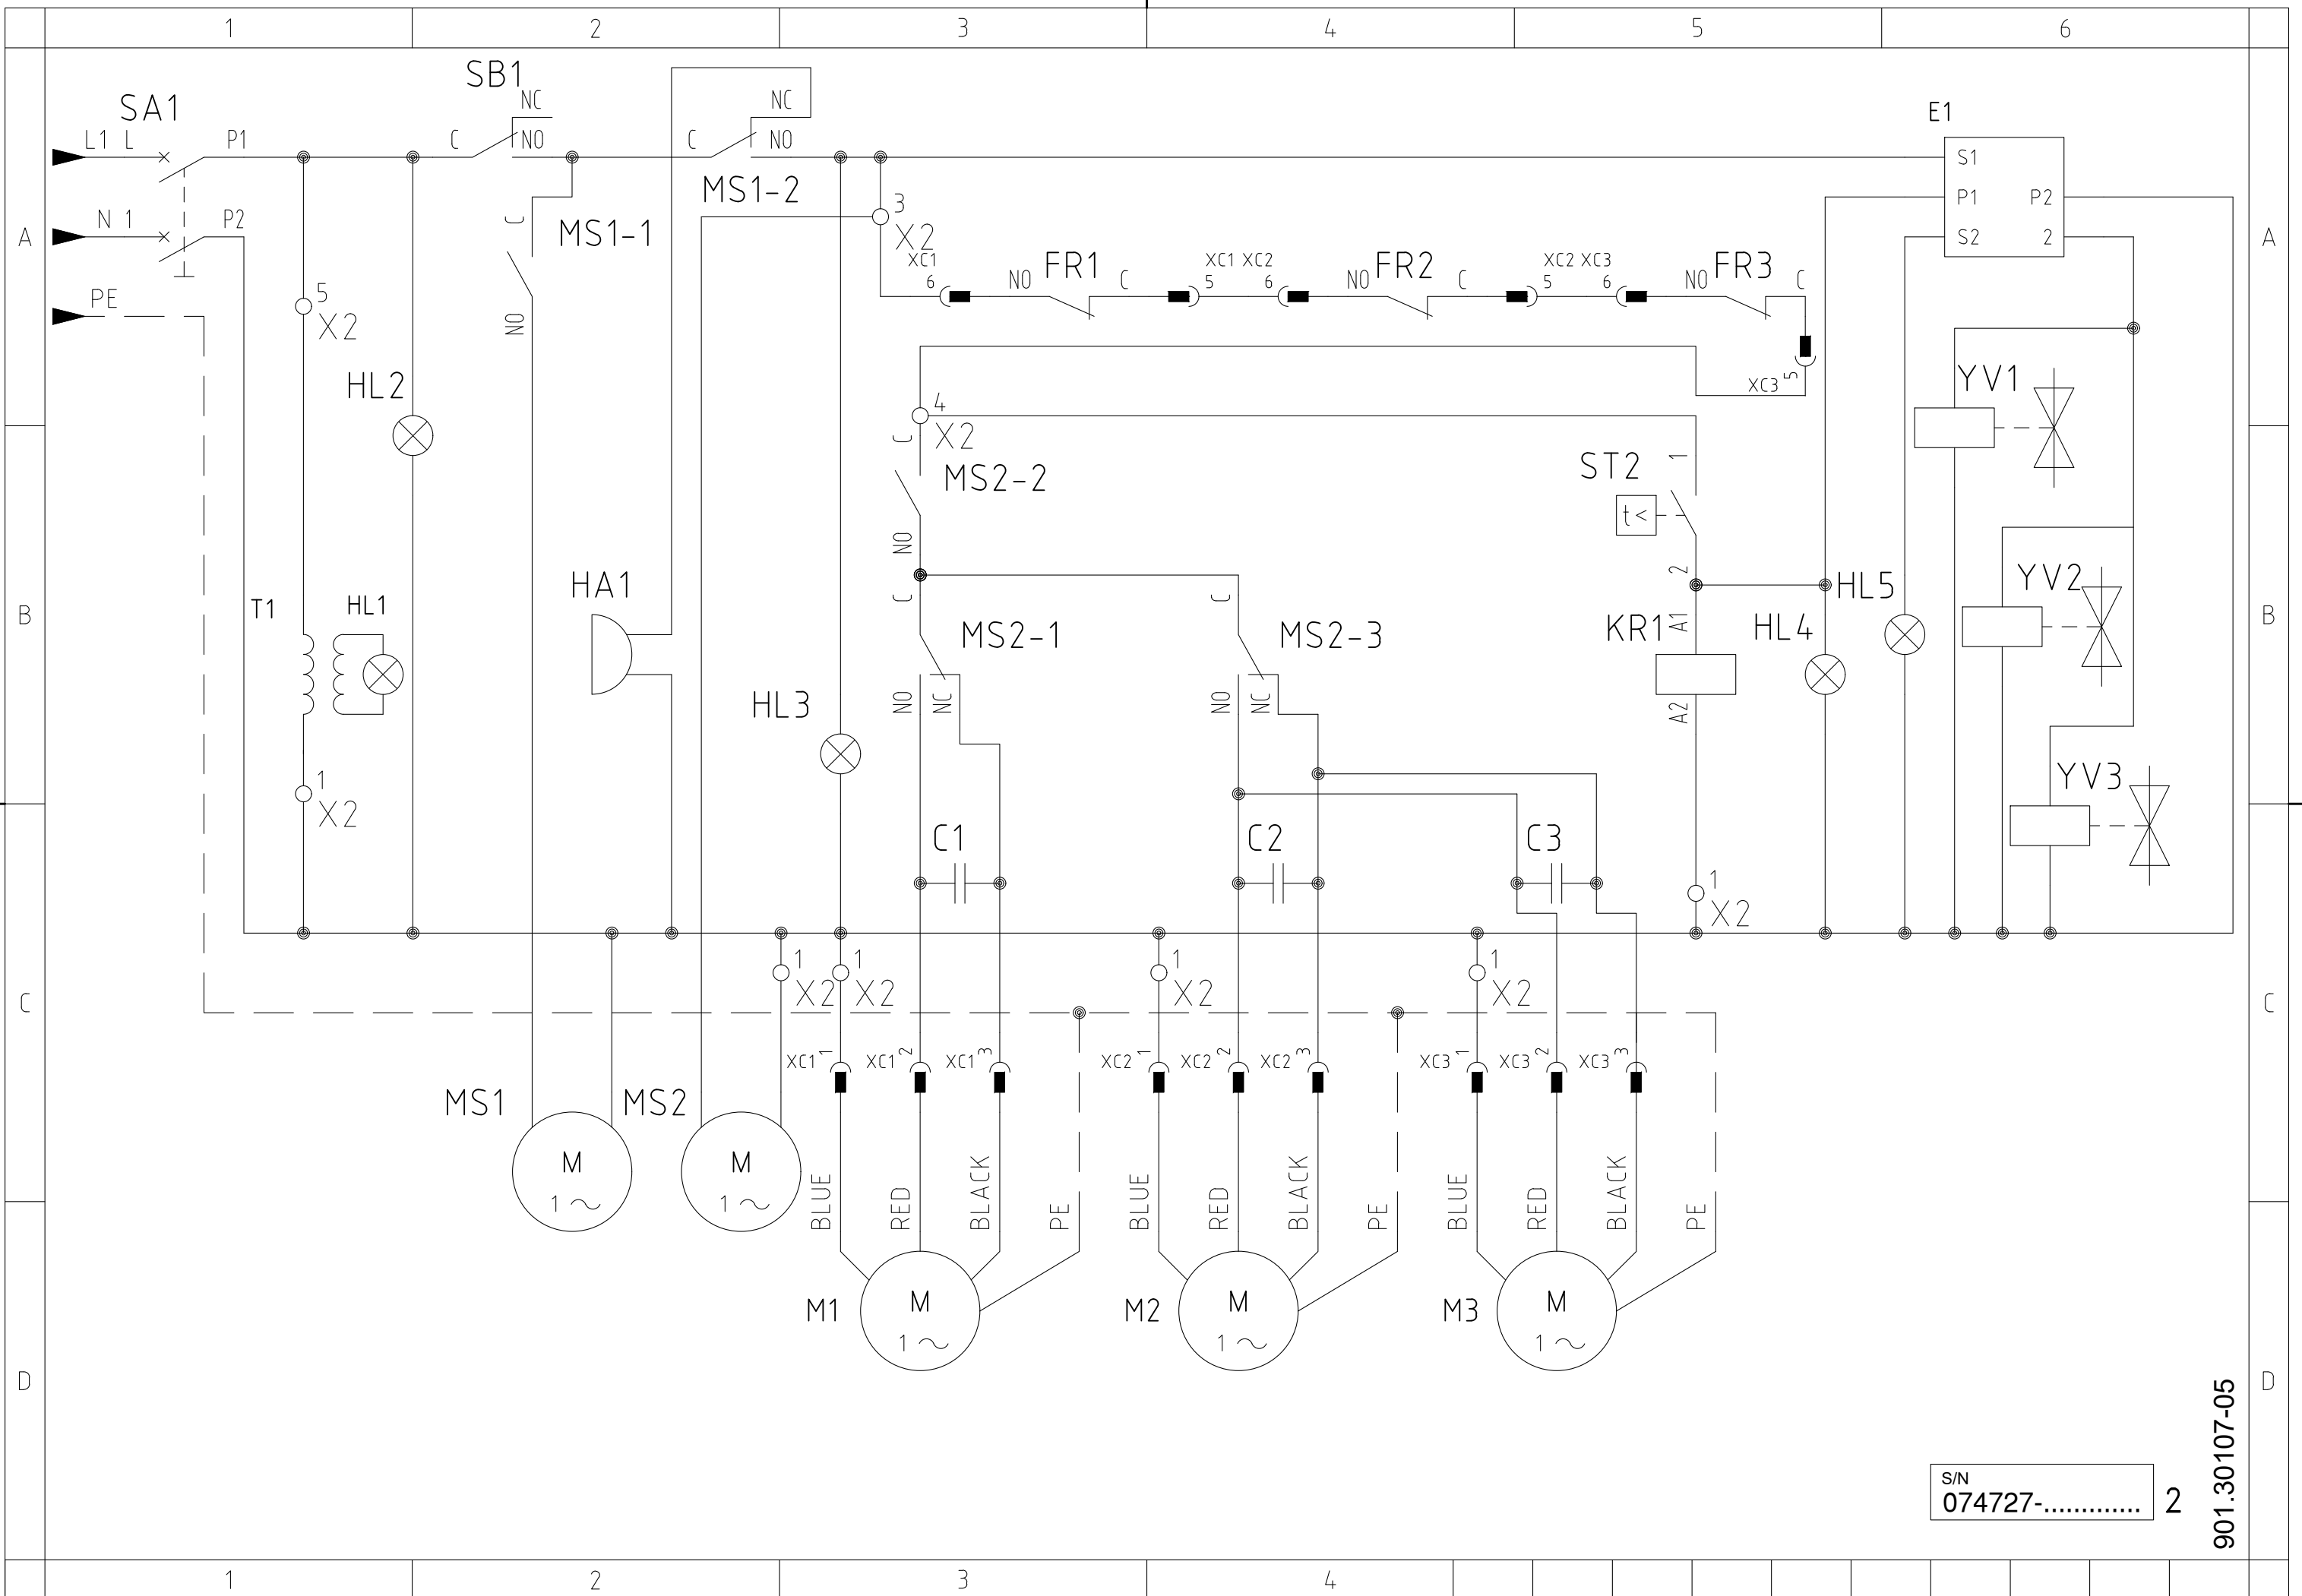 1 2 3 4 5 6
SA1
SB1
NC
NC
E1
L1 L P1
C NO
C NO
S1
MS1-2
P1 P2
N 1 P2
C
MS1-1
3
X2
S2 2
A
A
PE
XC1
6
NO FR1 C
XC1 XC2
5 6
NO FR2 C
XC2 XC3
5 6
NO FR3 C
5
X2
NO
HL2
XC3 5
YV1
4
X2
C
MS2-2
1
ST2
t<
NO
2
HA1
HL5
YV2
T1
HL1
B
B
C
C
MS2-1
MS2-3
A1
KR1
HL4
HL3
NO NC
NO NC
A2
YV3
1
X2
C1
C2
C3
1
X2
1
X2
1
X2
1
X2
1
X2
C
C
XC1 1
XC1 2
XC1 3
XC2 1
XC2 2
XC2 3
XC3 1
XC3 2
XC3 3
MS1
MS2
M
1~
M
1~
BLUE
RED
BLACK
PE
BLUE
RED
BLACK
PE
BLUE
RED
BLACK
PE
M1
M
1~
M2
M
1~
M3
M
1~
D
D
S/N
074727-.............
2
901.30107-05
1 2 3 4